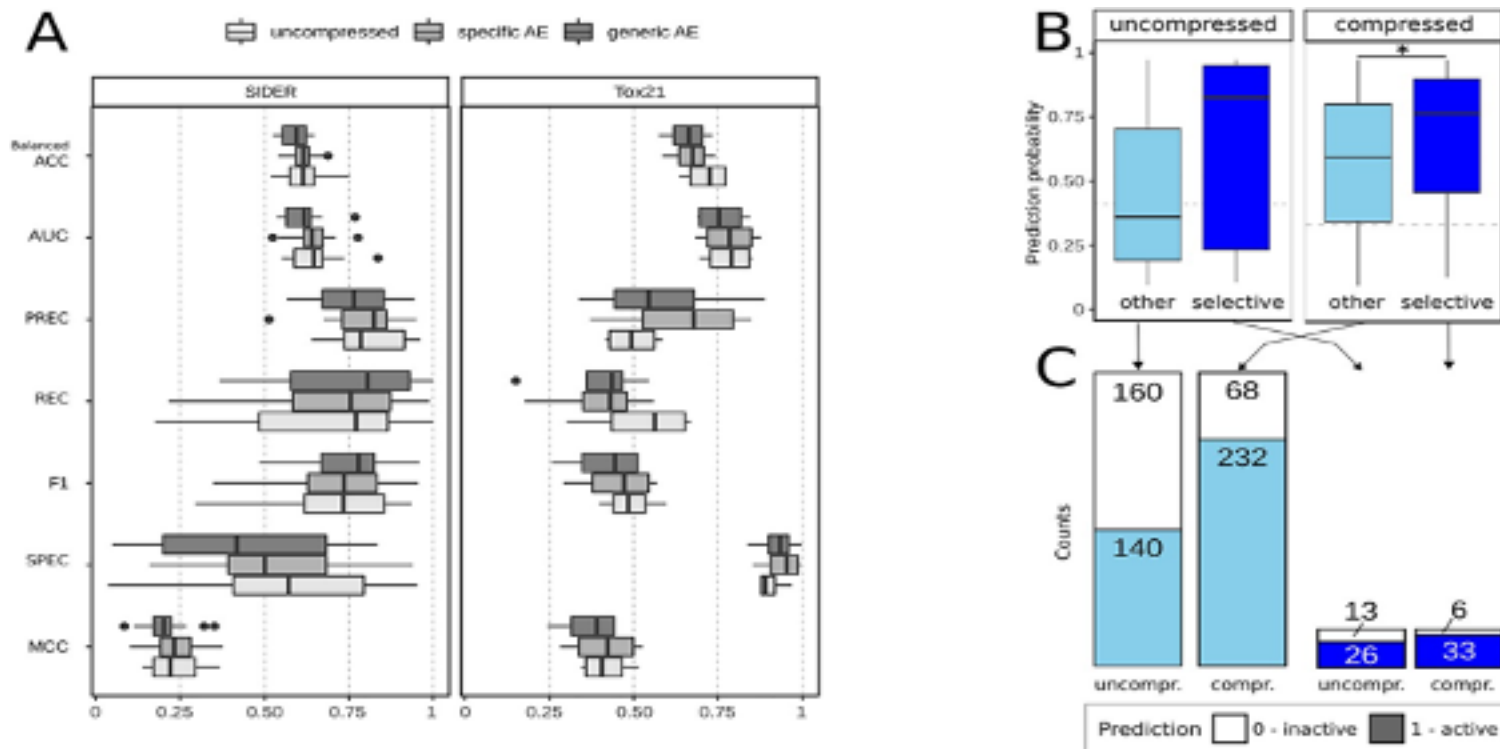 A
uncompressed specific AE generic AE
SIDER
Tox21
Balanced
ACC
AUC
PREC
REC
F1
SPEC
MCC
0 0.25 0.50 0.75 1
0 0.25 0.50 0.75 1
B
uncompressed compressed
*
Prediction probability
1
0.75
0.50
0.25
0
other selective other selective
C
Counts
160
140
68
232
13
26
6
33
uncompr. compr. uncompr. compr.
Prediction 0 - inactive 1 - active